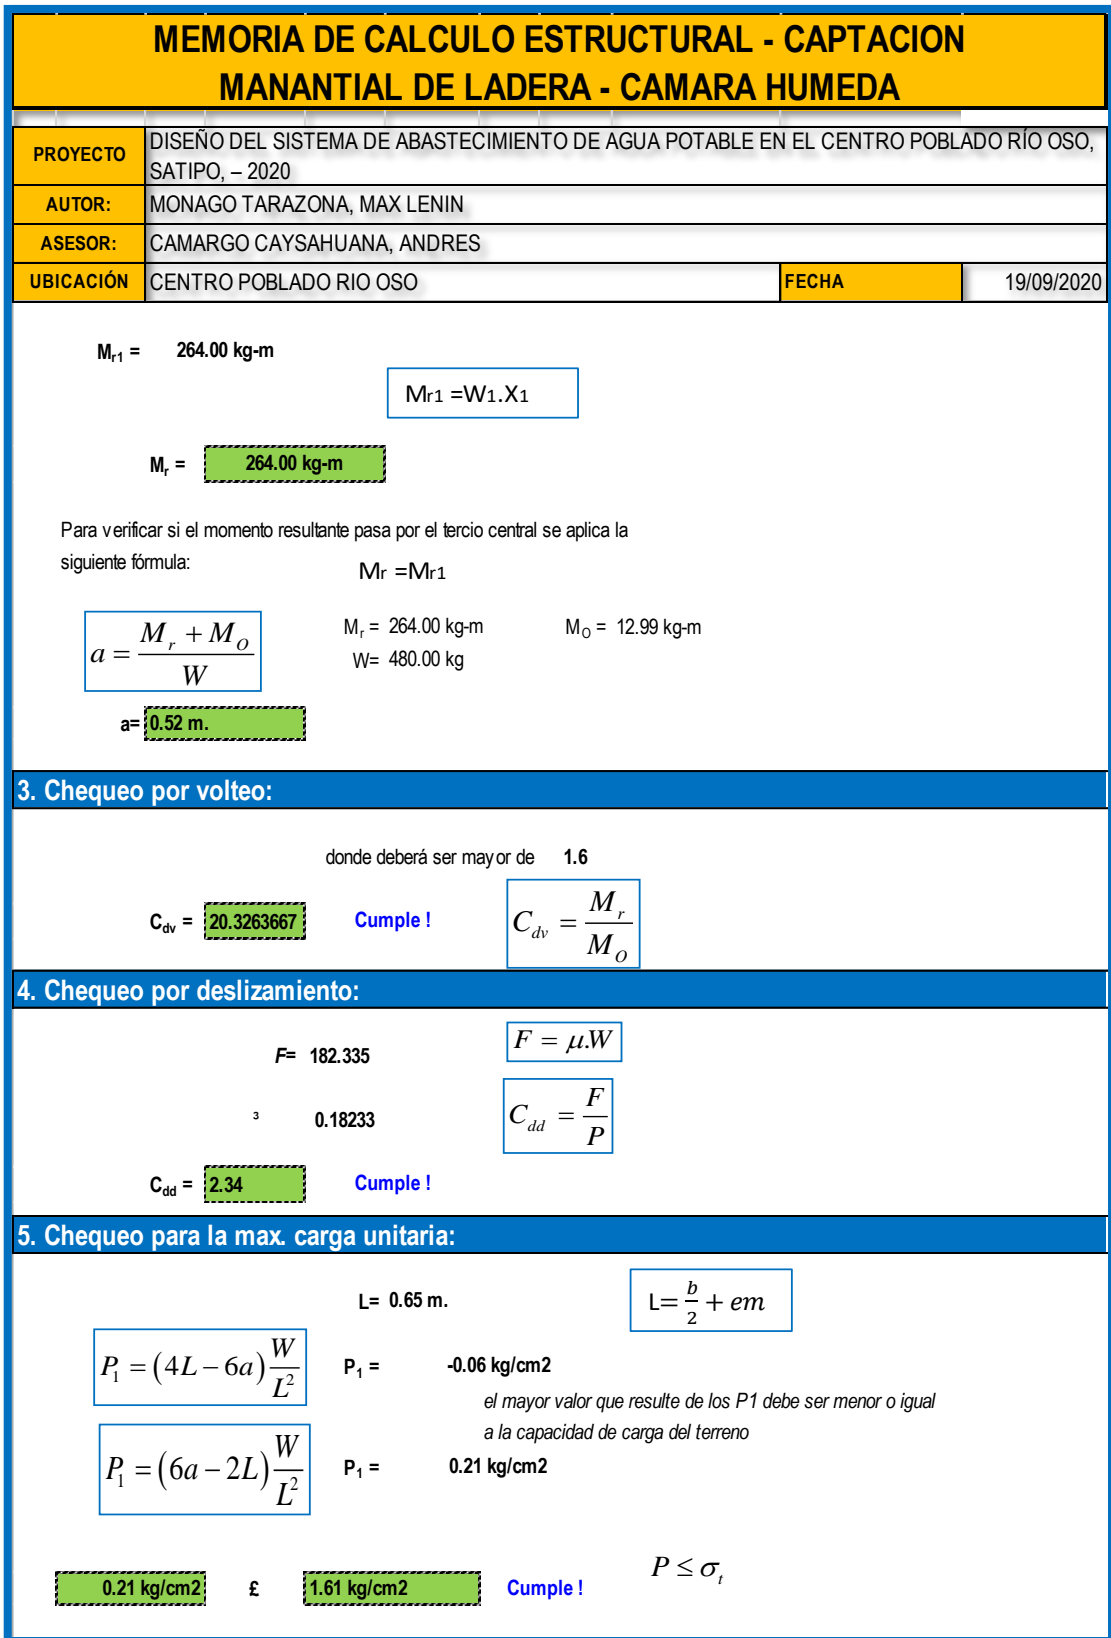 MEMORIA DE CALCULO ESTRUCTURAL - CAPTACION
MANANTIAL DE LADERA - CAMARA HUMEDA
PROYECTO
DISEÑO DEL SISTEMA DE ABASTECIMIENTO DE AGUA POTABLE EN EL CENTRO POBLADO RÍO OSO,
SATIPO, – 2020
AUTOR: MONAGO TARAZONA, MAX LENIN
ASESOR: CAMARGO CAYSAHUANA, ANDRES
UBICACIÓN CENTRO POBLADO RIO OSO FECHA 19/09/2020
Mr1 = 264.00 kg-m
Mr1 =W1.X1
Mr = 264.00 kg-m
Para verificar si el momento resultante pasa por el tercio central se aplica la
siguiente fórmula:
Mr =Mr1
a = (M_r + M_O) / W
Mr = 264.00 kg-m MO = 12.99 kg-m
W= 480.00 kg
a= 0.52 m.
3. Chequeo por volteo:
donde deberá ser mayor de 1.6
Cdv = 20.3263667 Cumple !
C_dv = M_r / M_O
4. Chequeo por deslizamiento:
F= 182.335
F = μ.W
³ 0.18233
C_dd = F / P
Cdd = 2.34 Cumple !
5. Chequeo para la max. carga unitaria:
L= 0.65 m.
L= b/2 + em
P₁ = (4L − 6a) W/L²
P1 = -0.06 kg/cm2
el mayor valor que resulte de los P1 debe ser menor o igual
a la capacidad de carga del terreno
P₁ = (6a − 2L) W/L²
P1 = 0.21 kg/cm2
P ≤ σ_t
0.21 kg/cm2 £ 1.61 kg/cm2 Cumple !